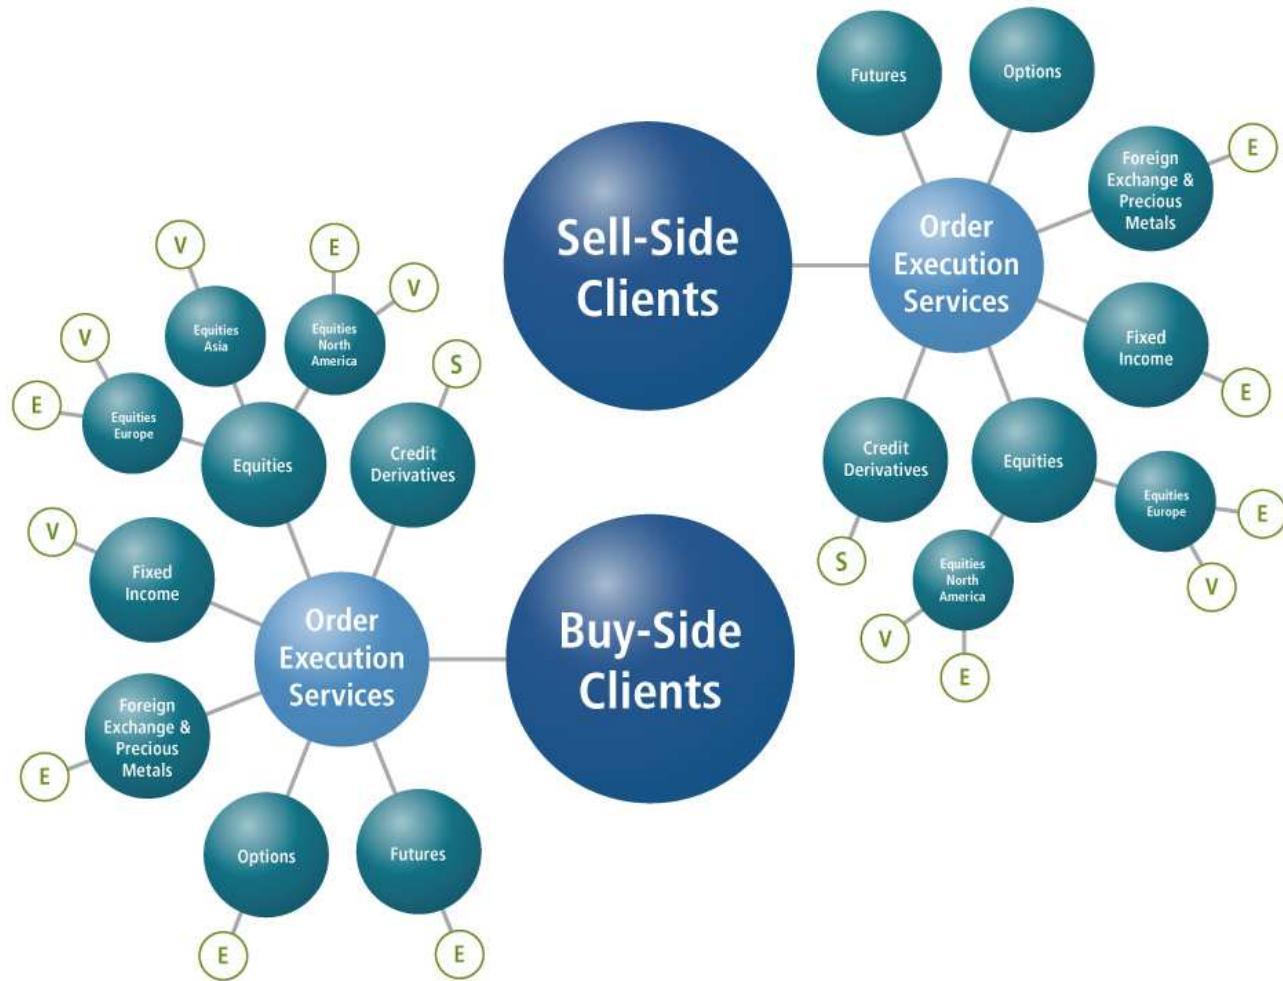 Futures
Options
Foreign
Exchange &
Precious
Metals
E
Sell-Side
Clients
Order
Execution
Services
Fixed
Income
E
Credit
Derivatives
S
Equities
Equities
Europe
E
V
Equities
North
America
V
E
V
E
V
Equities
Asia
Equities
North
America
V
E
Equities
Europe
S
Equities
Credit
Derivatives
V
Fixed
Income
Order
Execution
Services
Buy-Side
Clients
Foreign
Exchange &
Precious
Metals
E
Options
Futures
E
E